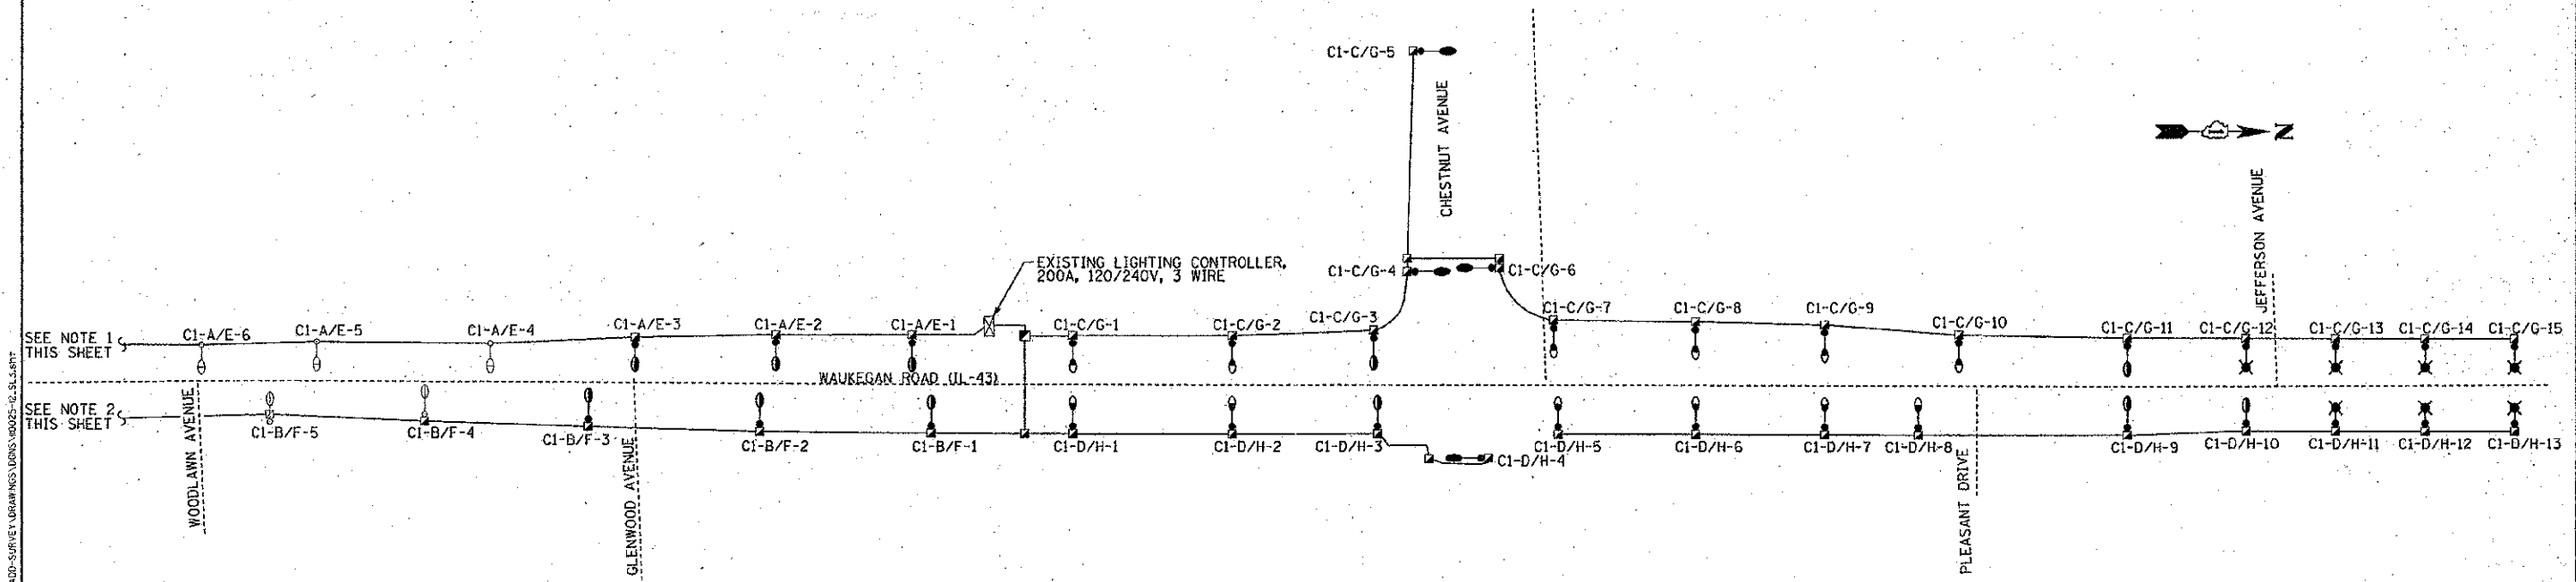 C1-C/G-5
CHESTNUT AVENUE
N
JEFFERSON AVENUE
EXISTING LIGHTING CONTROLLER,
200A, 120/240V, 3 WIRE
C1-C/G-4
C1-C/G-6
SEE NOTE 1
THIS SHEET
C1-A/E-6
C1-A/E-5
C1-A/E-4
C1-A/E-3
C1-A/E-2
C1-A/E-1
C1-C/G-1
C1-C/G-2
C1-C/G-3
C1-C/G-7
C1-C/G-8
C1-C/G-9
C1-C/G-10
C1-C/G-11
C1-C/G-12
C1-C/G-13
C1-C/G-14
C1-C/G-15
WAUKEGAN ROAD (IL-43)
SEE NOTE 2
THIS SHEET
WOODLAWN AVENUE
C1-B/F-5
C1-B/F-4
C1-B/F-3
GLENWOOD AVENUE
C1-B/F-2
C1-B/F-1
C1-D/H-1
C1-D/H-2
C1-D/H-3
C1-D/H-4
C1-D/H-5
C1-D/H-6
C1-D/H-7
C1-D/H-8
PLEASANT DRIVE
C1-D/H-9
C1-D/H-10
C1-D/H-11
C1-D/H-12
C1-D/H-13